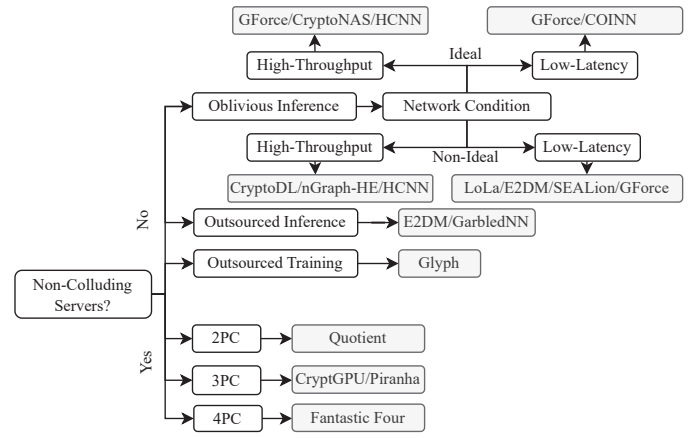 GForce/CryptoNAS/HCNN
GForce/COINN
Ideal
High-Throughput
Low-Latency
Oblivious Inference
Network Condition
High-Throughput
Low-Latency
Non-Ideal
CryptoDL/nGraph-HE/HCNN
LoLa/E2DM/SEALion/GForce
No
Outsourced Inference
E2DM/GarbledNN
Outsourced Training
Glyph
Non-Colluding
Servers?
Yes
2PC
Quotient
3PC
CryptGPU/Piranha
4PC
Fantastic Four